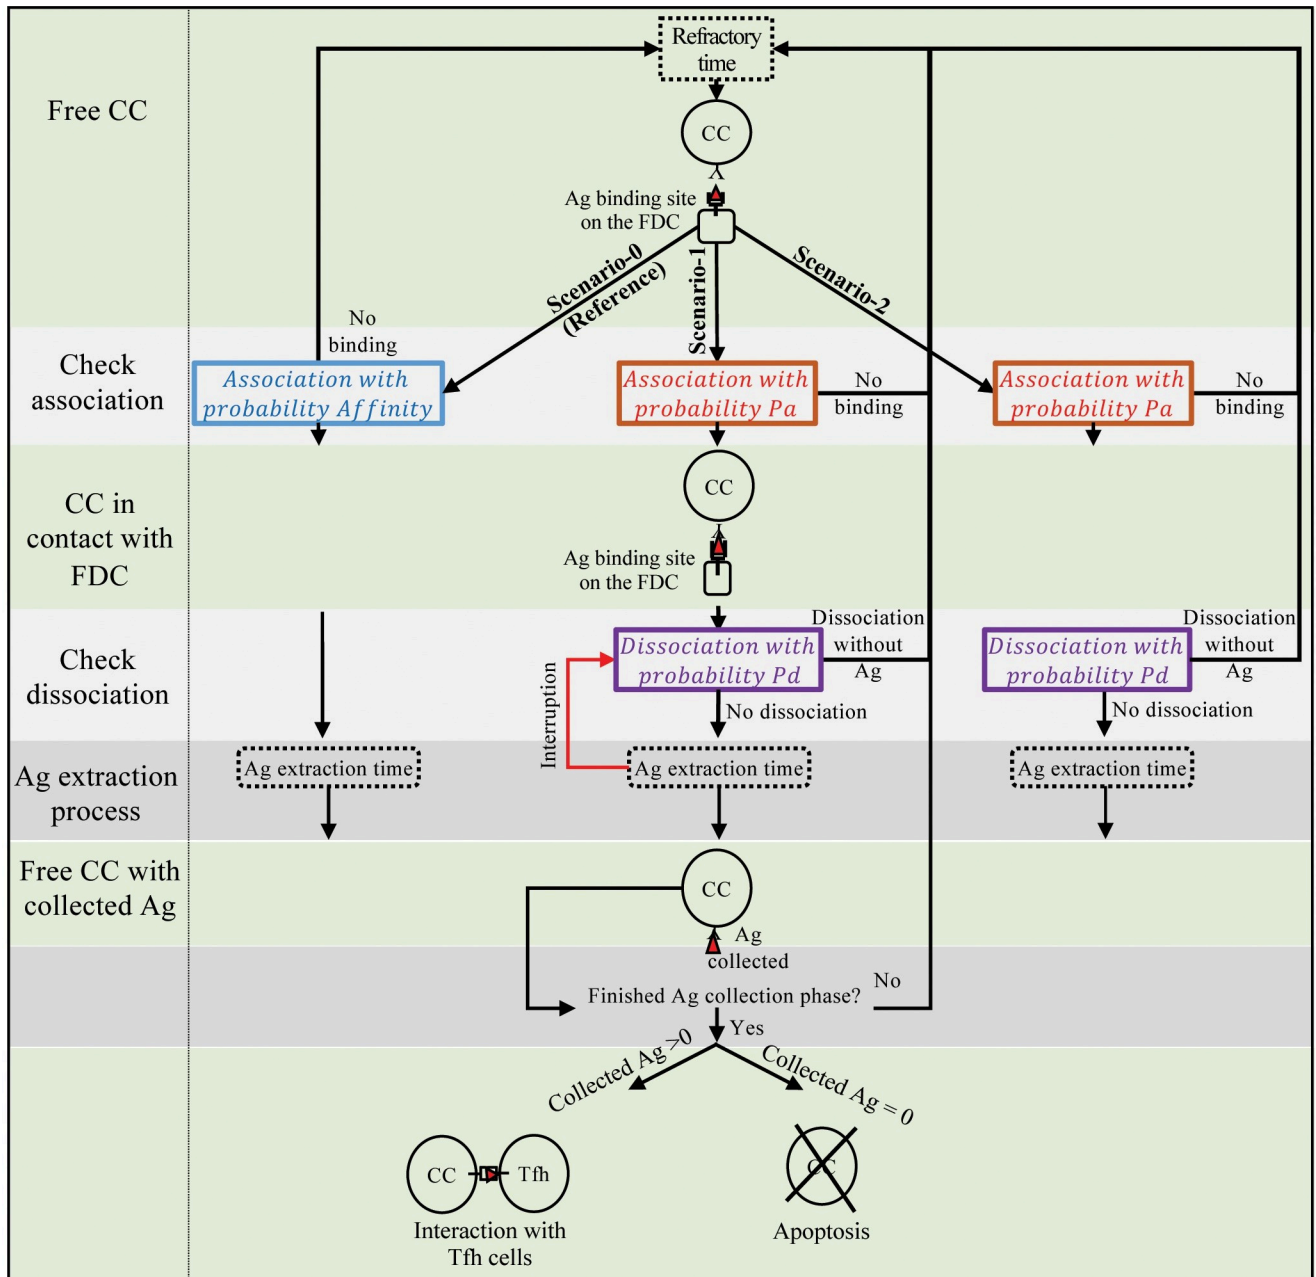 Refractory
time
Free CC
CC
Ag binding site
on the FDC
Scenario-0
(Reference)
Scenario-1
Scenario-2
No
binding
Check
association
Association with
probability Affinity
Association with
probability Pa
No
binding
Association with
probability Pa
No
binding
CC in
contact with
FDC
CC
Ag binding site
on the FDC
Check
dissociation
Dissociation with
probability Pd
Dissociation
without
Ag
Dissociation with
probability Pd
Dissociation
without
Ag
Interruption
No dissociation
No dissociation
Ag extraction
process
Ag extraction time
Ag extraction time
Ag extraction time
Free CC with
collected Ag
CC
Ag
collected
Finished Ag collection phase?
No
Yes
Collected Ag >0
Collected Ag = 0
CC
Tfh
CC
Interaction with
Tfh cells
Apoptosis